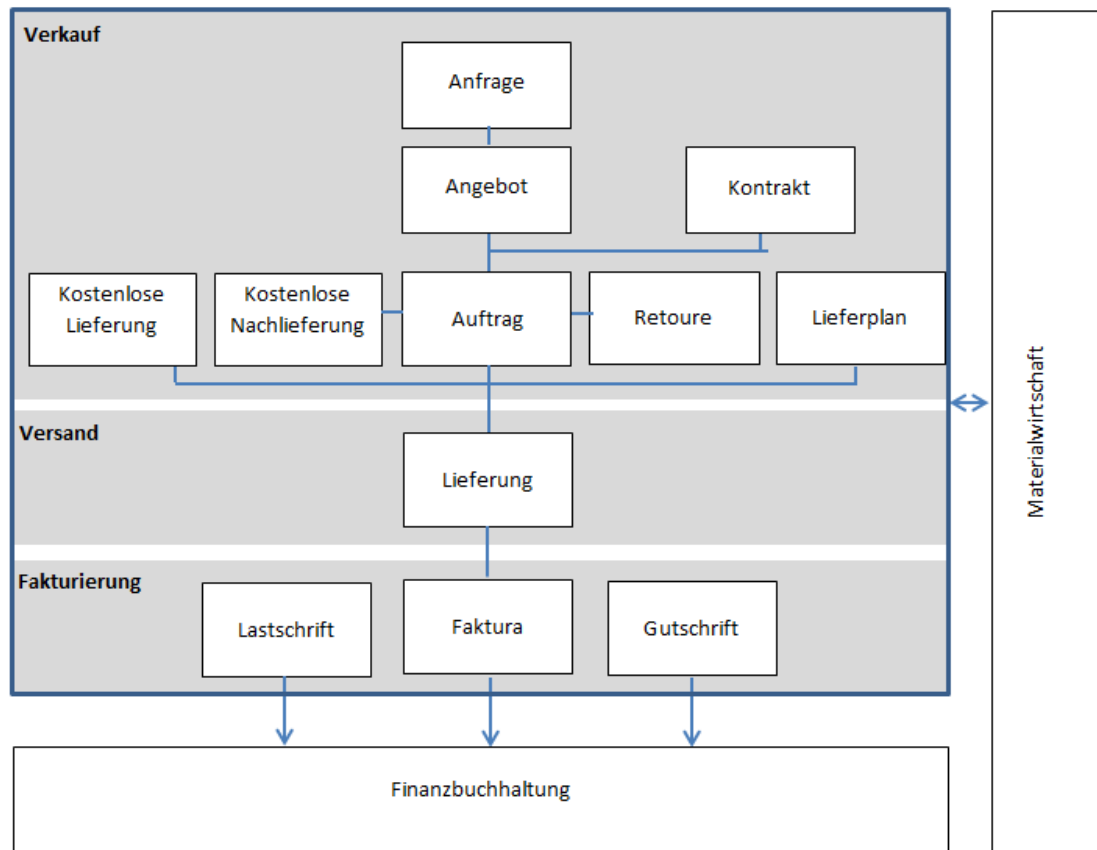 Verkauf
Anfrage
Angebot
Kontrakt
Kostenlose
Lieferung
Kostenlose
Nachlieferung
Auftrag
Retoure
Lieferplan
Versand
Lieferung
Fakturierung
Lastschrift
Faktura
Gutschrift
Finanzbuchhaltung
Materialwirtschaft